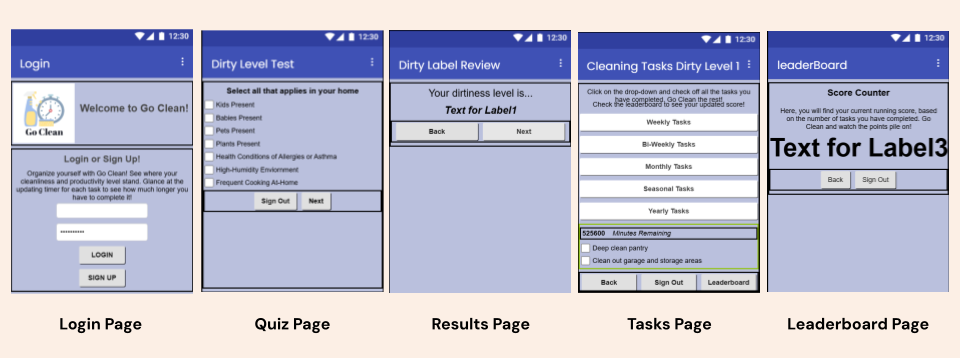 12:30
Login
Go Clean
Welcome to Go Clean!
Login or Sign Up!
Organize yourself with Go Clean! See where your
cleanliness and productivity level stand. Glance at the
updating timer for each task to see how much longer you
have to complete it!
••••••••••
LOGIN
SIGN UP
Login Page
12:30
Dirty Level Test
Select all that applies in your home
Kids Present
Babies Present
Pets Present
Plants Present
Health Conditions of Allergies or Asthma
High-Humidity Enviornment
Frequent Cooking At-Home
Sign Out Next
Quiz Page
12:30
Dirty Label Review
Your dirtiness level is...
Text for Label1
Back Next
Results Page
12:30
Cleaning Tasks Dirty Level 1
Click on the drop-down and check off all the tasks you
have completed, Go Clean the rest!
Check the leaderboard to see your updated score!
Weekly Tasks
Bi-Weekly Tasks
Monthly Tasks
Seasonal Tasks
Yearly Tasks
525600 Minutes Remaining
Deep clean pantry
Clean out garage and storage areas
Back Sign Out Leaderboard
Tasks Page
12:30
leaderBoard
Score Counter
Here, you will find your current running score, based
on the number of tasks you have completed. Go
Clean and watch the points pile on!
Text for Label3
Back Sign Out
Leaderboard Page